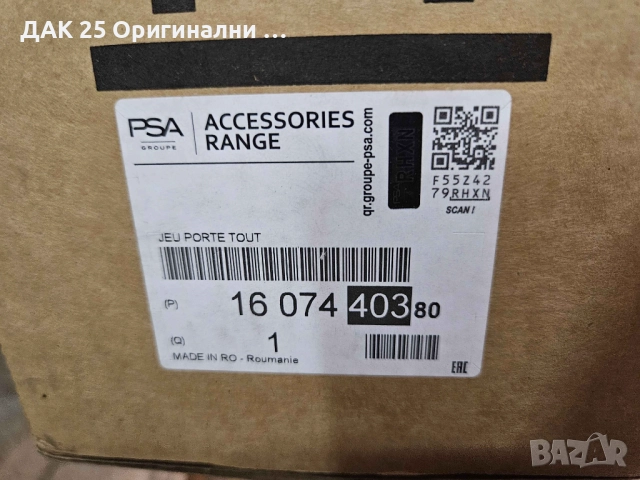 ДАК 25 Оригинални ...
PSA
GROUPE
ACCESSORIES
RANGE
qr.groupe-psa.com
RHXN
F55Z42
79RHXN
SCAN!
JEU PORTE TOUT
(P) 16 074 403 80
(Q) 1
MADE IN RO - Roumanie
EAC
BAZAR